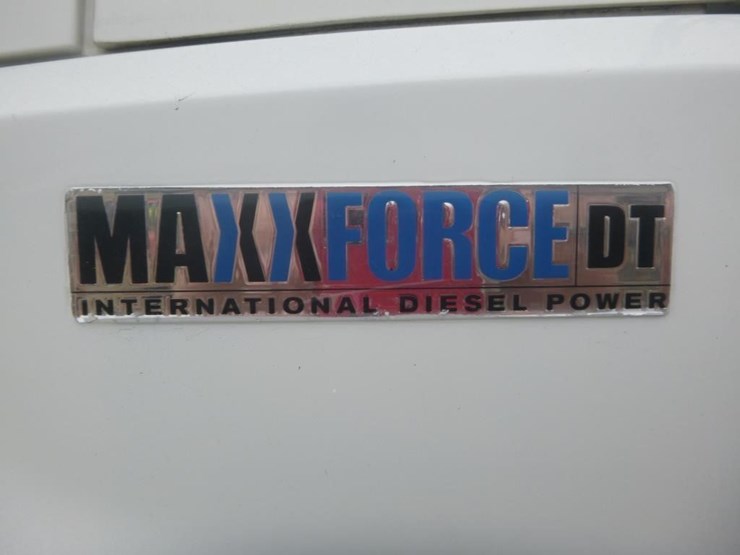 MAXXFORCE DT
INTERNATIONAL DIESEL POWER